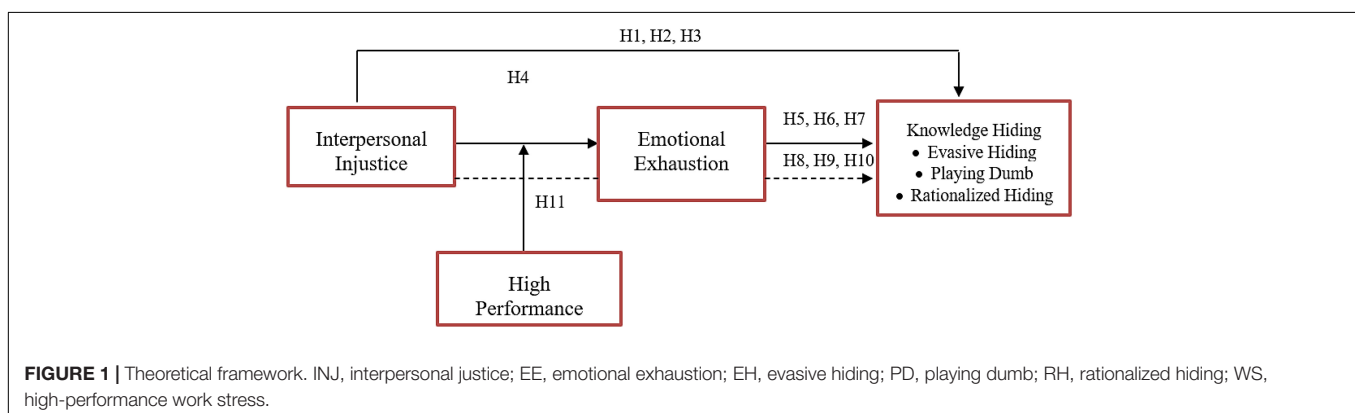 H1, H2, H3
H4
Interpersonal
Injustice
Emotional
Exhaustion
H5, H6, H7
H8, H9, H10
Knowledge Hiding
● Evasive Hiding
● Playing Dumb
● Rationalized Hiding
H11
High
Performance
FIGURE 1 | Theoretical framework. INJ, interpersonal justice; EE, emotional exhaustion; EH, evasive hiding; PD, playing dumb; RH, rationalized hiding; WS,
high-performance work stress.